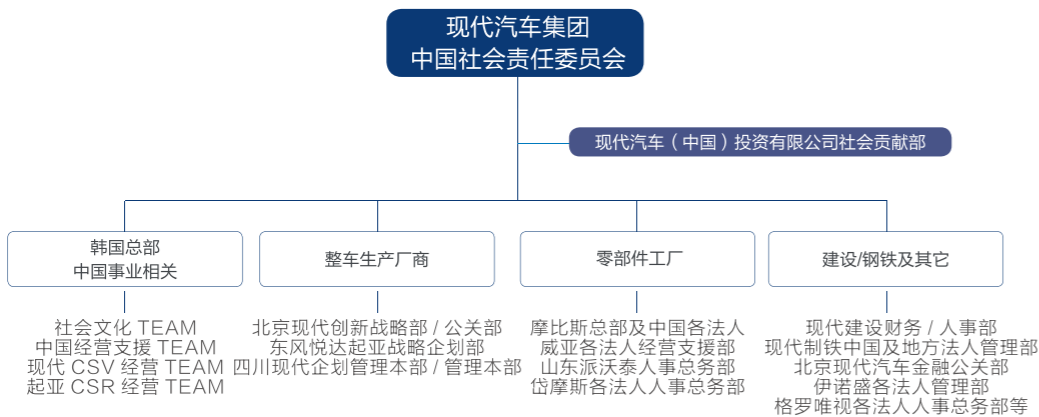 现代汽车集团
中国社会责任委员会
现代汽车（中国）投资有限公司社会贡献部
韩国总部
中国事业相关
社会文化 TEAM
中国经营支援 TEAM
现代 CSV 经营 TEAM
起亚 CSR 经营 TEAM
整车生产厂商
北京现代创新战略部 / 公关部
东风悦达起亚战略企划部
四川现代企划管理本部 / 管理本部
零部件工厂
摩比斯总部及中国各法人
威亚各法人经营支援部
山东派沃泰人事总务部
岱摩斯各法人人事总务部
建设/钢铁及其它
现代建设财务 / 人事部
现代制铁中国及地方法人管理部
北京现代汽车金融公关部
伊诺盛各法人管理部
格罗唯视各法人人事总务部等